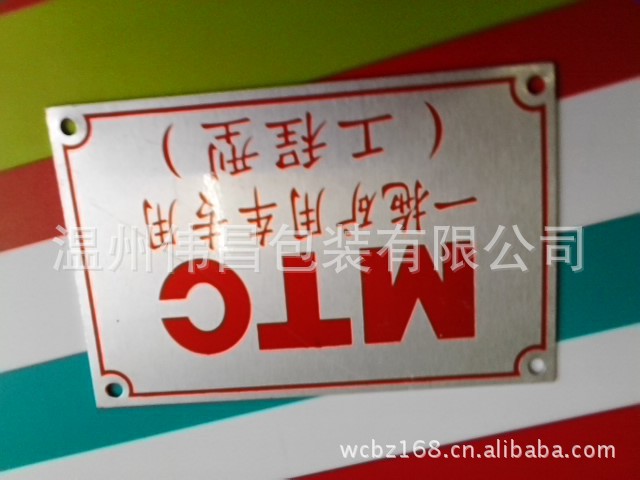 MTC
一拖矿用车专用
（工程型）
温州伟昌包装有限公司
wcbz168.cn.alibaba.com